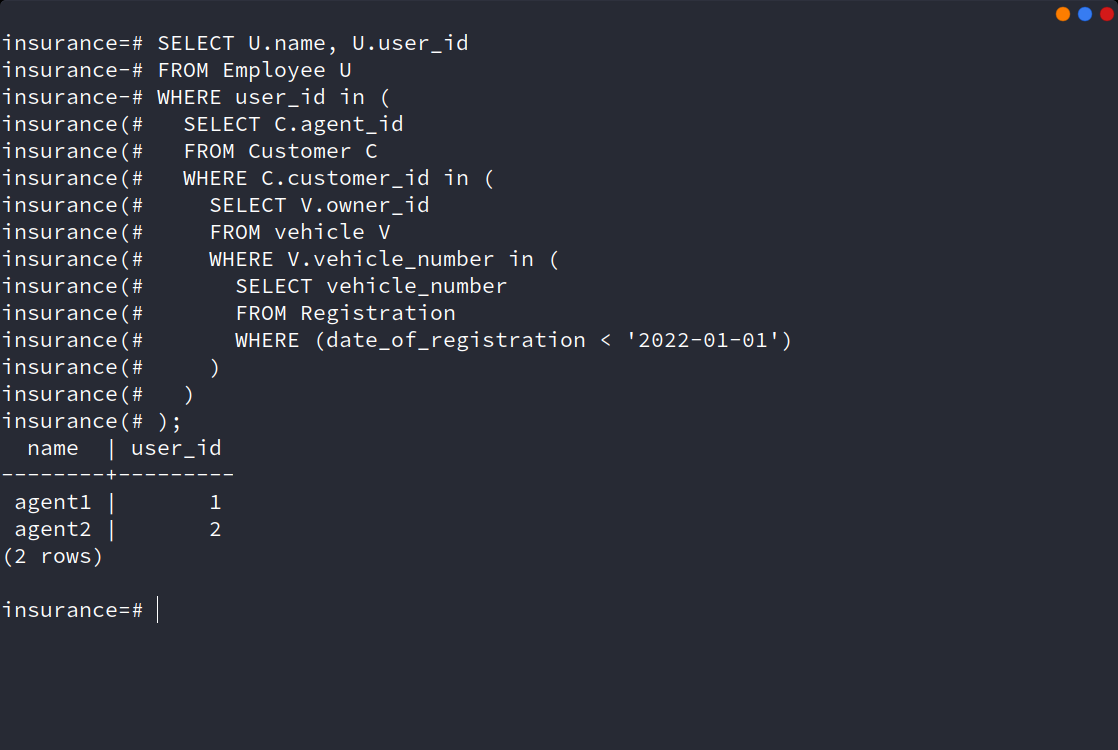 insurance=# SELECT U.name, U.user_id
insurance-# FROM Employee U
insurance-# WHERE user_id in (
insurance(#   SELECT C.agent_id
insurance(#   FROM Customer C
insurance(#   WHERE C.customer_id in (
insurance(#     SELECT V.owner_id
insurance(#     FROM vehicle V
insurance(#     WHERE V.vehicle_number in (
insurance(#       SELECT vehicle_number
insurance(#       FROM Registration
insurance(#       WHERE (date_of_registration < '2022-01-01')
insurance(#     )
insurance(#   )
insurance(# );
  name  | user_id
--------+---------
 agent1 |       1
 agent2 |       2
(2 rows)
insurance=#